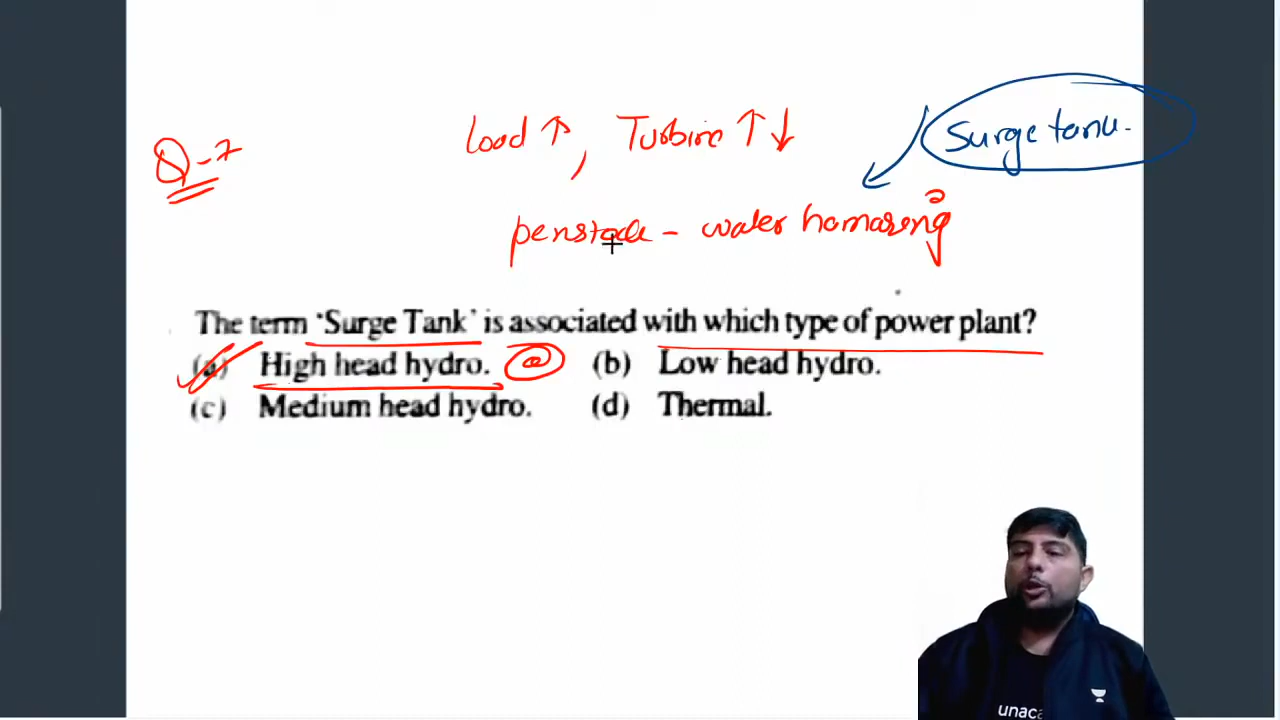 Q-7
Load ↑, Turbine ↑↓
Surge tank.
penstock - water hamaring
The term ‘Surge Tank’ is associated with which type of power plant?
(a) High head hydro. @ (b) Low head hydro.
(c) Medium head hydro. (d) Thermal.
unaca